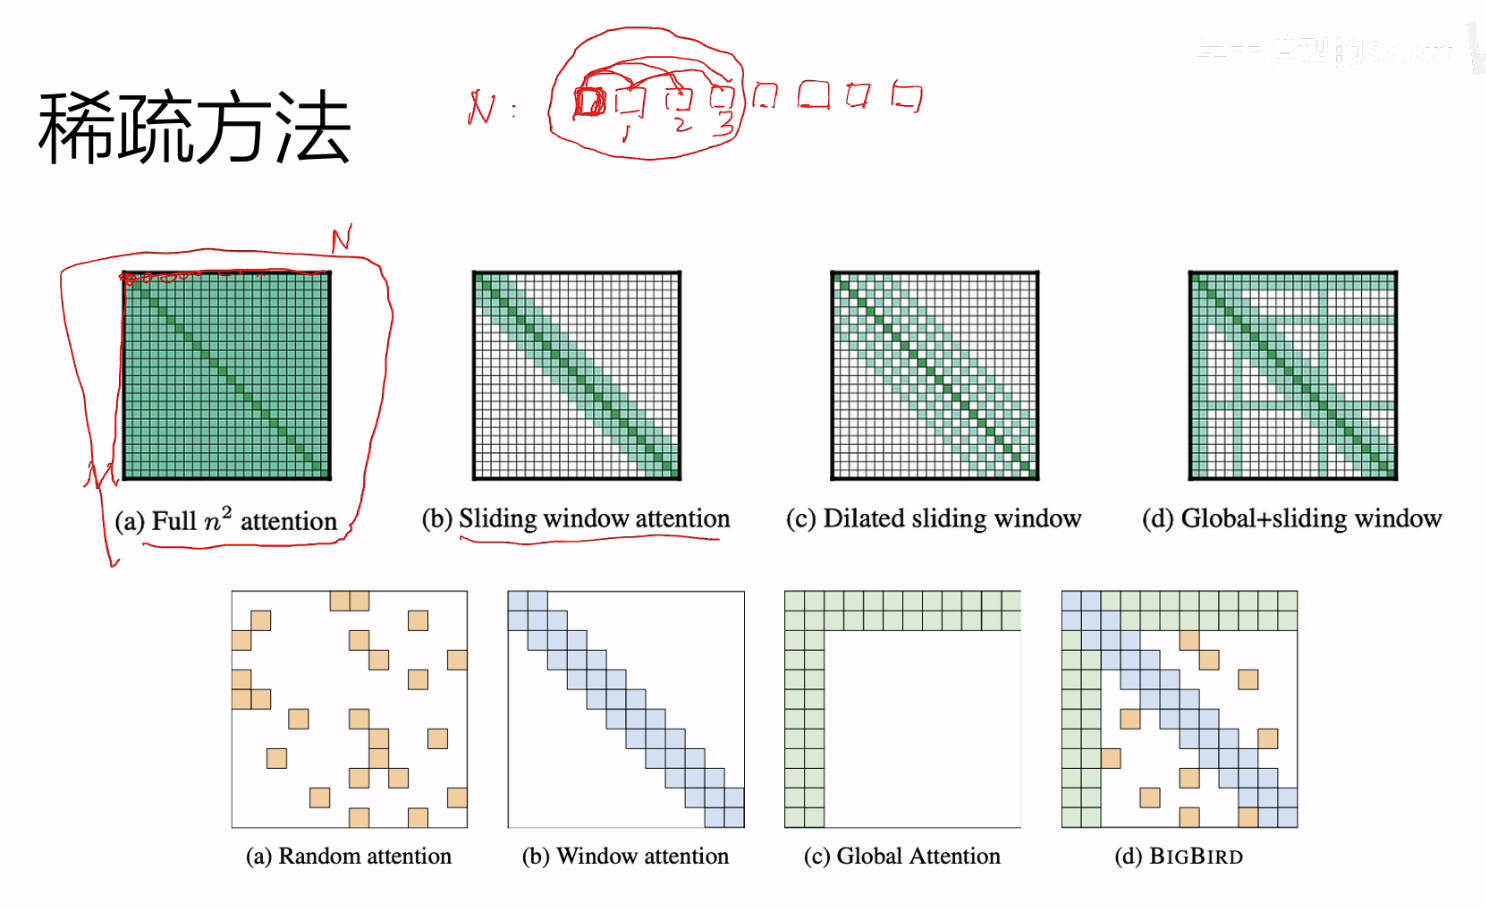 稀疏方法
N:
1 2 3
N
N
(a) Full n² attention
(b) Sliding window attention
(c) Dilated sliding window
(d) Global+sliding window
(a) Random attention
(b) Window attention
(c) Global Attention
(d) BIGBIRD